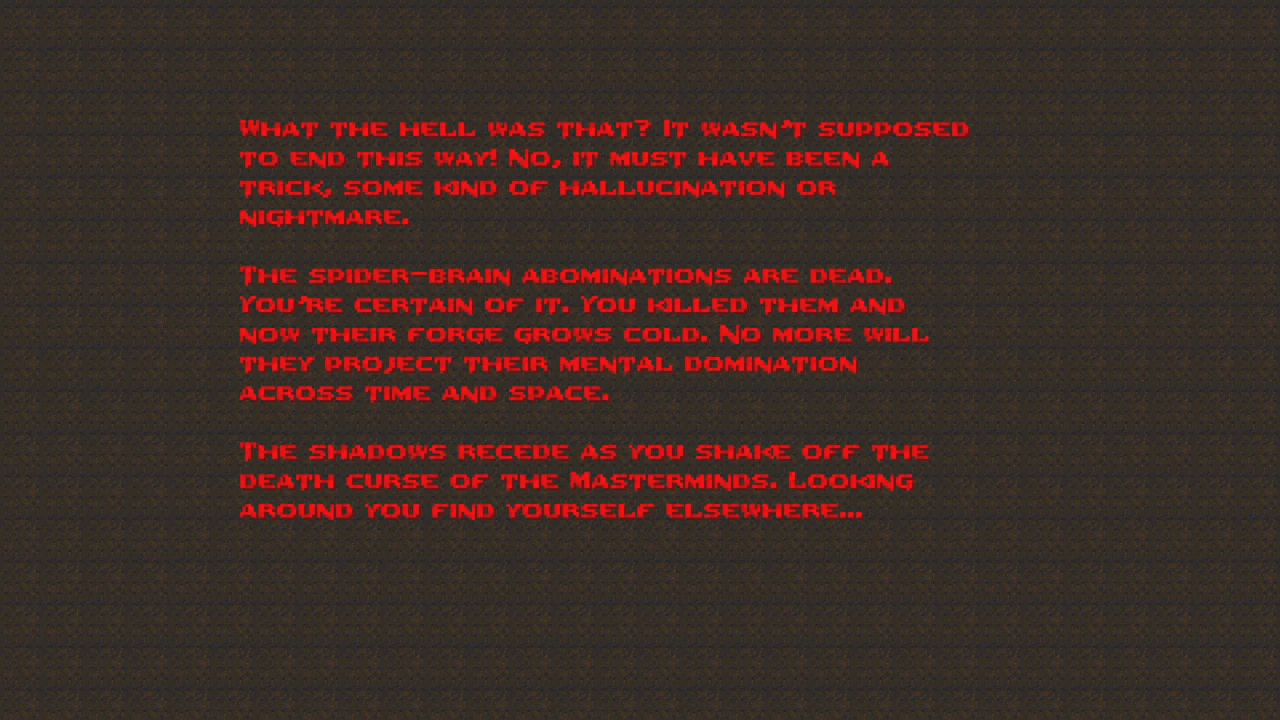 What the hell was that? It wasn't supposed
to end this way! No, it must have been a
trick, some kind of hallucination or
nightmare.
The spider-brain abominations are dead.
You're certain of it. You killed them and
now their forge grows cold. No more will
they project their mental domination
across time and space.
The shadows recede as you shake off the
death curse of the Masterminds. Looking
around you find yourself elsewhere...